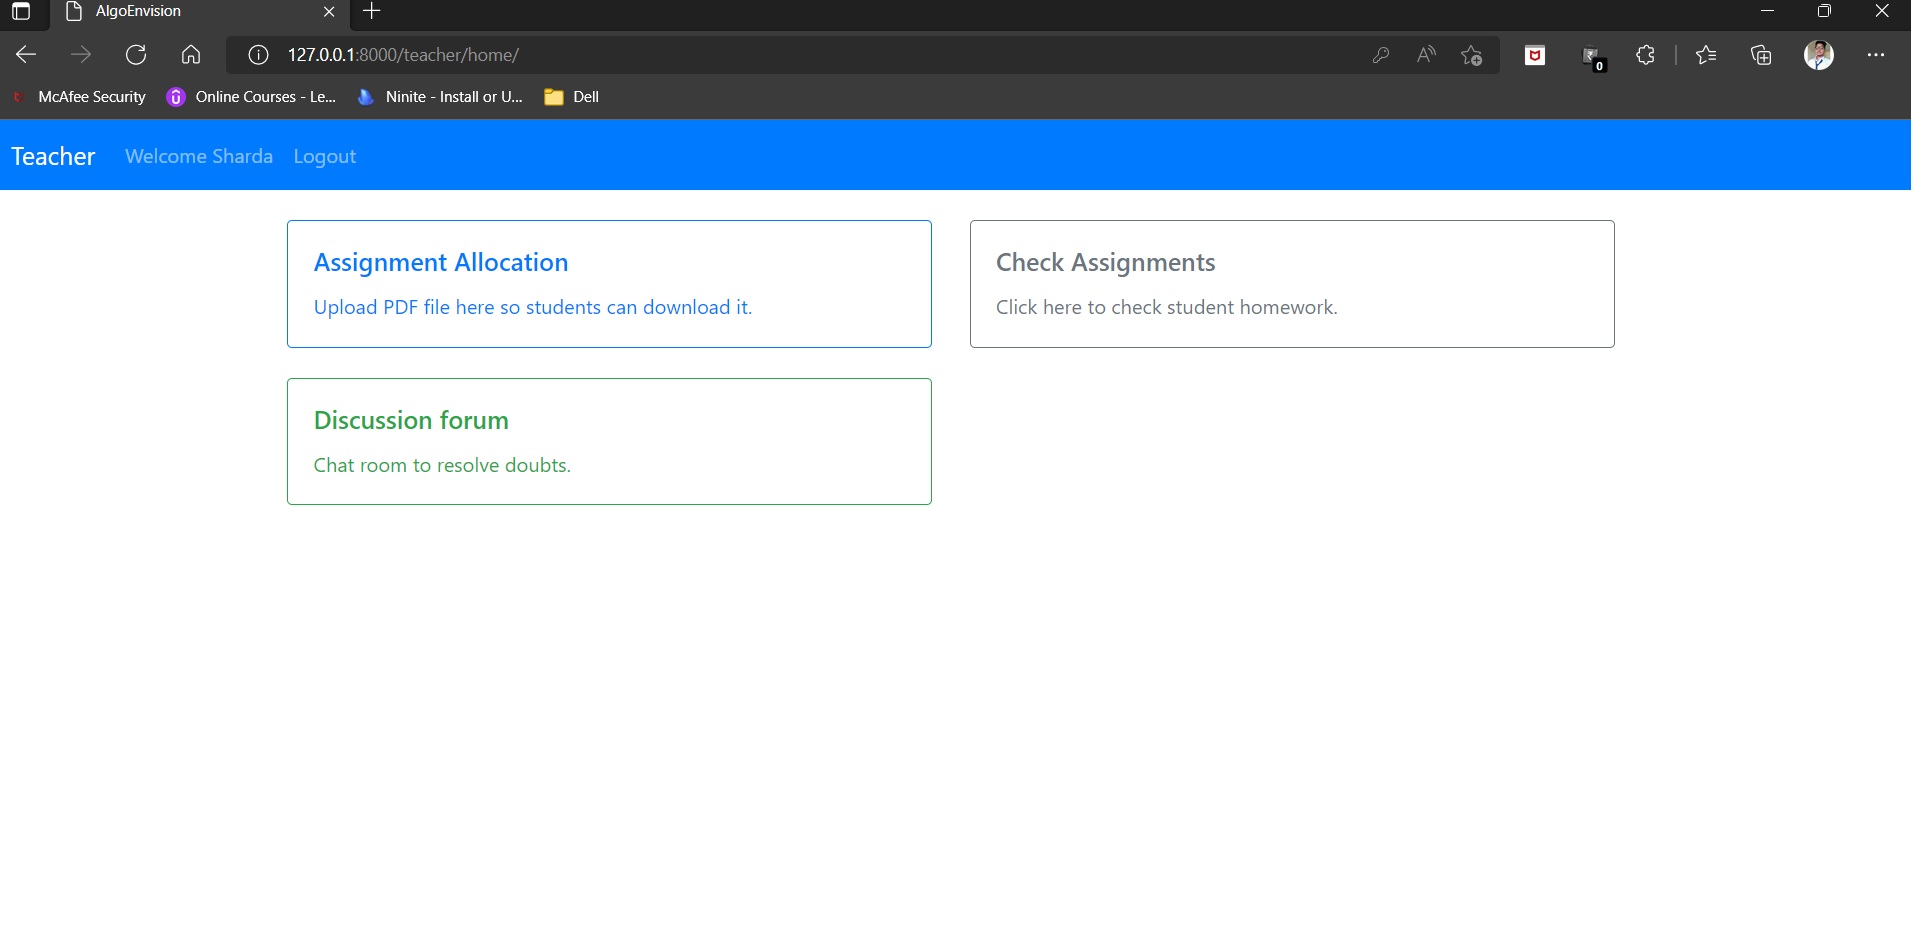 AlgoEnvision
127.0.0.1:8000/teacher/home/
0
McAfee Security Online Courses - Le... Ninite - Install or U... Dell
Teacher Welcome Sharda Logout
Assignment Allocation
Upload PDF file here so students can download it.
Check Assignments
Click here to check student homework.
Discussion forum
Chat room to resolve doubts.